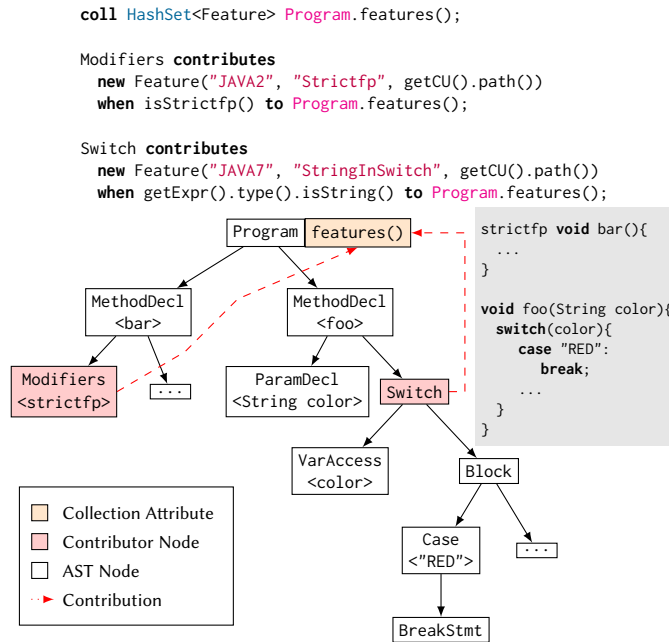 coll HashSet<Feature> Program.features();
Modifiers contributes
new Feature("JAVA2", "Strictfp", getCU().path())
when isStrictfp() to Program.features();
Switch contributes
new Feature("JAVA7", "StringInSwitch", getCU().path())
when getExpr().type().isString() to Program.features();
Program features()
strictfp void bar(){
...
}
void foo(String color){
switch(color){
case "RED":
break;
...
}
}
MethodDecl
<bar>
MethodDecl
<foo>
Modifiers
<strictfp>
...
ParamDecl
<String color>
Switch
VarAccess
<color>
Block
Case
<"RED">
...
BreakStmt
Collection Attribute
Contributor Node
AST Node
Contribution